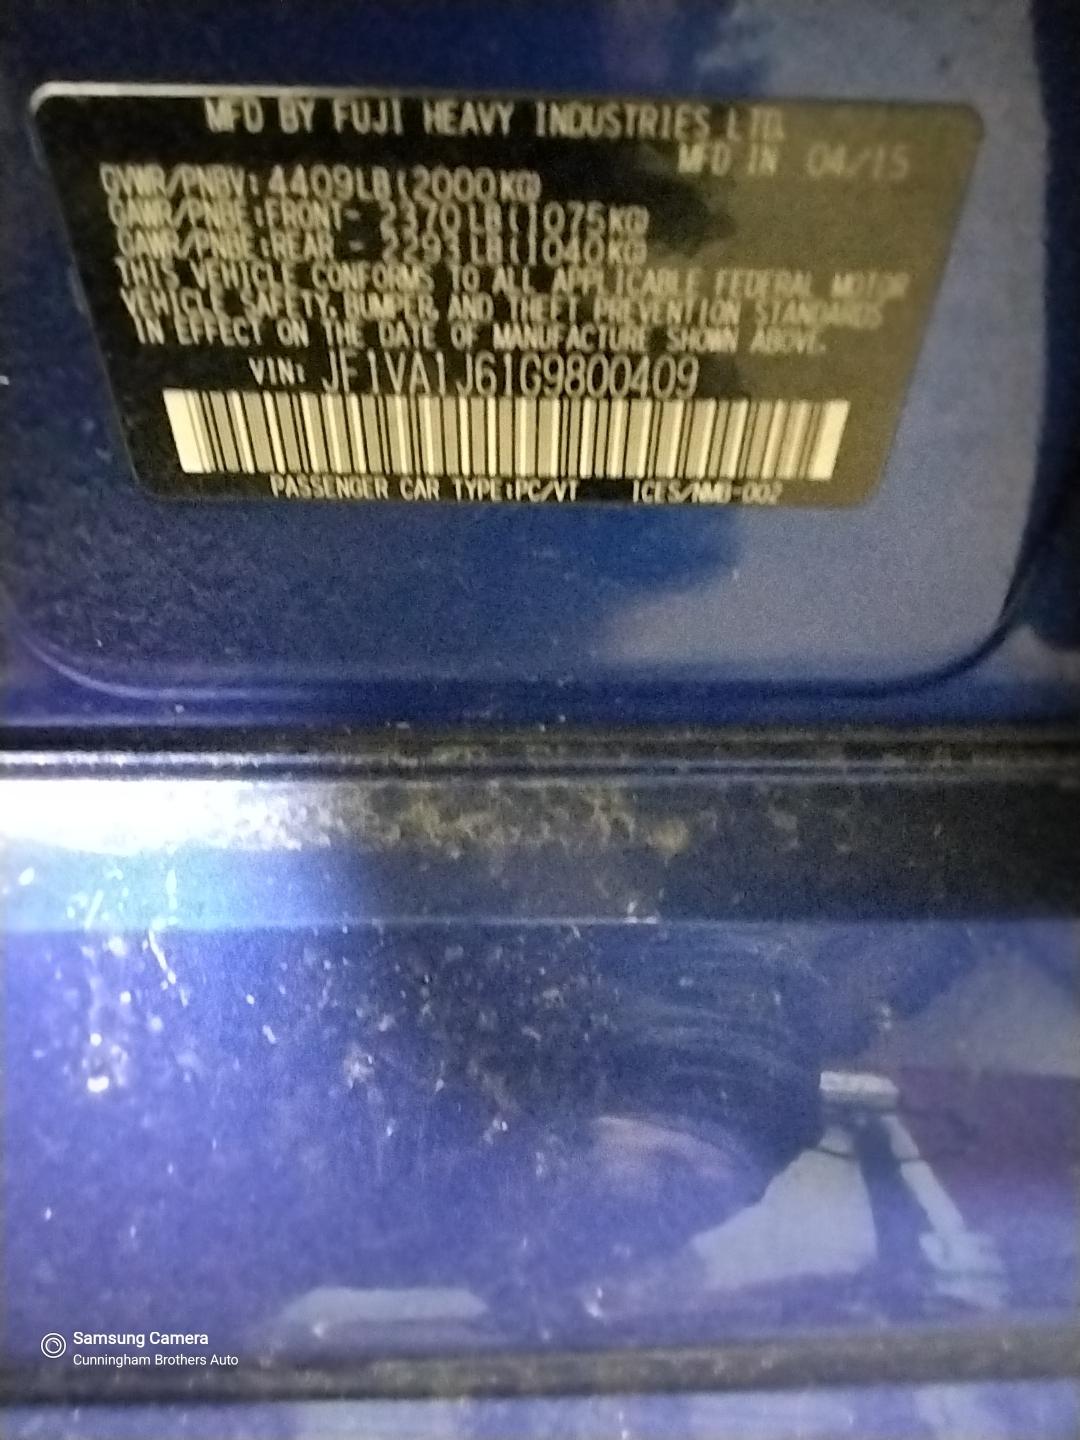 MFD BY FUJI HEAVY INDUSTRIES LTD.
MFD IN 04/15
GVWR/PNBV: 4409LB(2000KG)
GAWR/PNBE:FRONT- 2370LB(1075KG)
GAWR/PNBE:REAR - 2293LB(1040KG)
THIS VEHICLE CONFORMS TO ALL APPLICABLE FEDERAL MOTOR
VEHICLE SAFETY, BUMPER, AND THEFT PREVENTION STANDARDS
IN EFFECT ON THE DATE OF MANUFACTURE SHOWN ABOVE.
VIN: JF1VA1J61G9800409
PASSENGER CAR TYPE:PC/VT ICES/NMB-002
Samsung Camera
Cunningham Brothers Auto